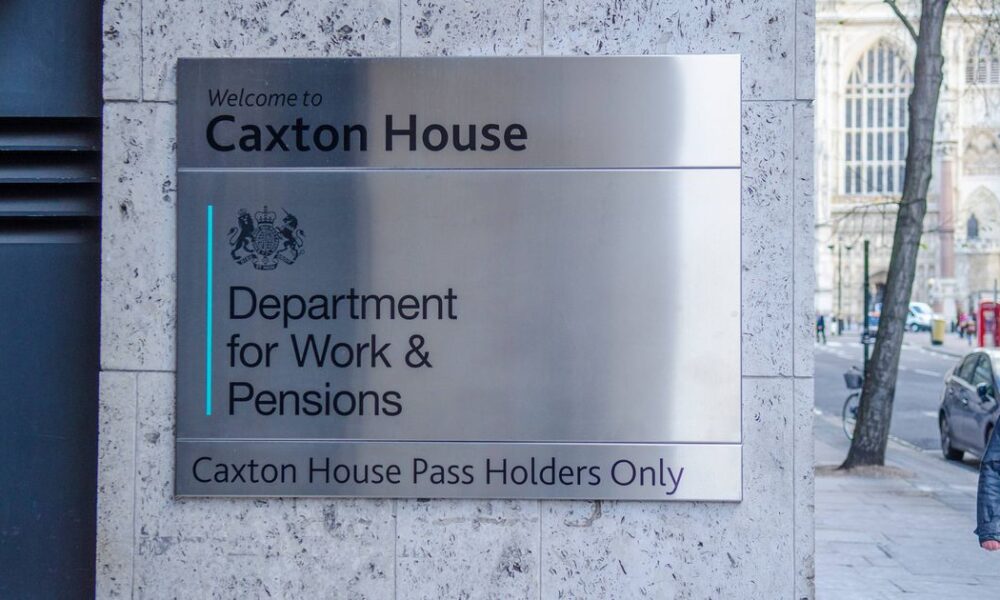 Welcome to
Caxton House
Department
for Work &
Pensions
Caxton House Pass Holders Only